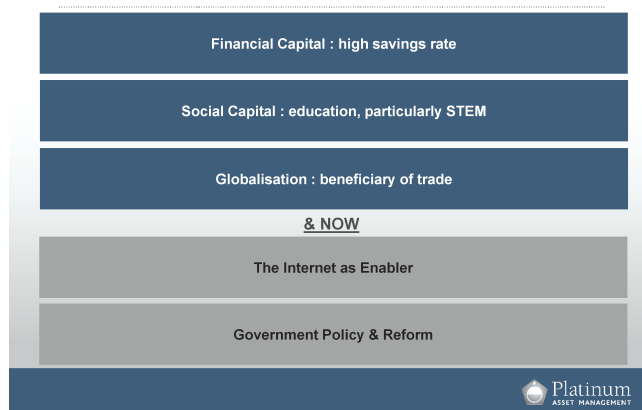 Financial Capital : high savings rate
Social Capital : education, particularly STEM
Globalisation : beneficiary of trade
& NOW
The Internet as Enabler
Government Policy & Reform
Platinum
ASSET MANAGEMENT